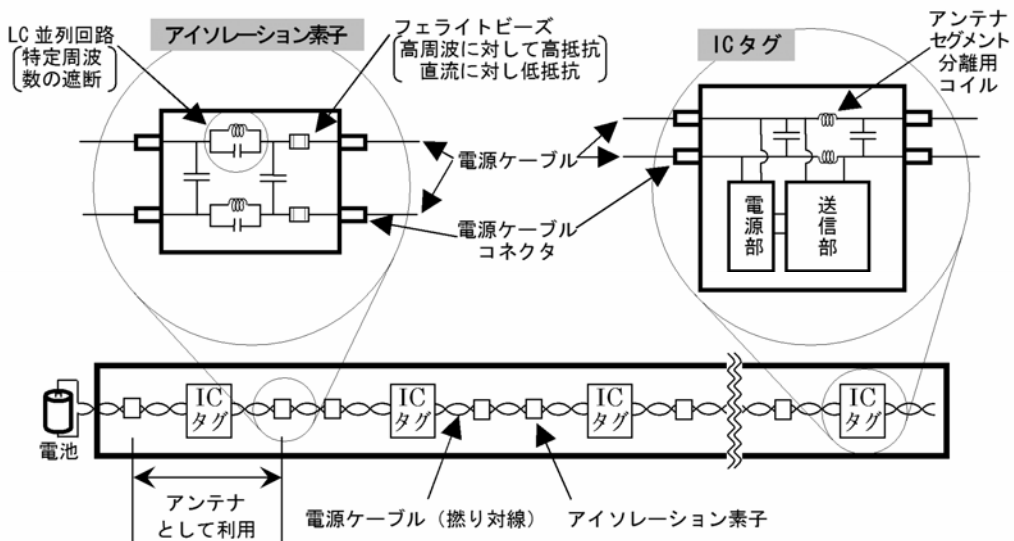 LC 並列回路
特定周波
数の遮断
アイソレーション素子
フェライトビーズ
高周波に対して高抵抗
直流に対し低抵抗
ICタグ
アンテナ
セグメント
分離用
コイル
電源ケーブル
電源ケーブル
コネクタ
電源部
送信部
電池
IC
タグ
IC
タグ
IC
タグ
IC
タグ
アンテナ
として利用
電源ケーブル（撚り対線）
アイソレーション素子